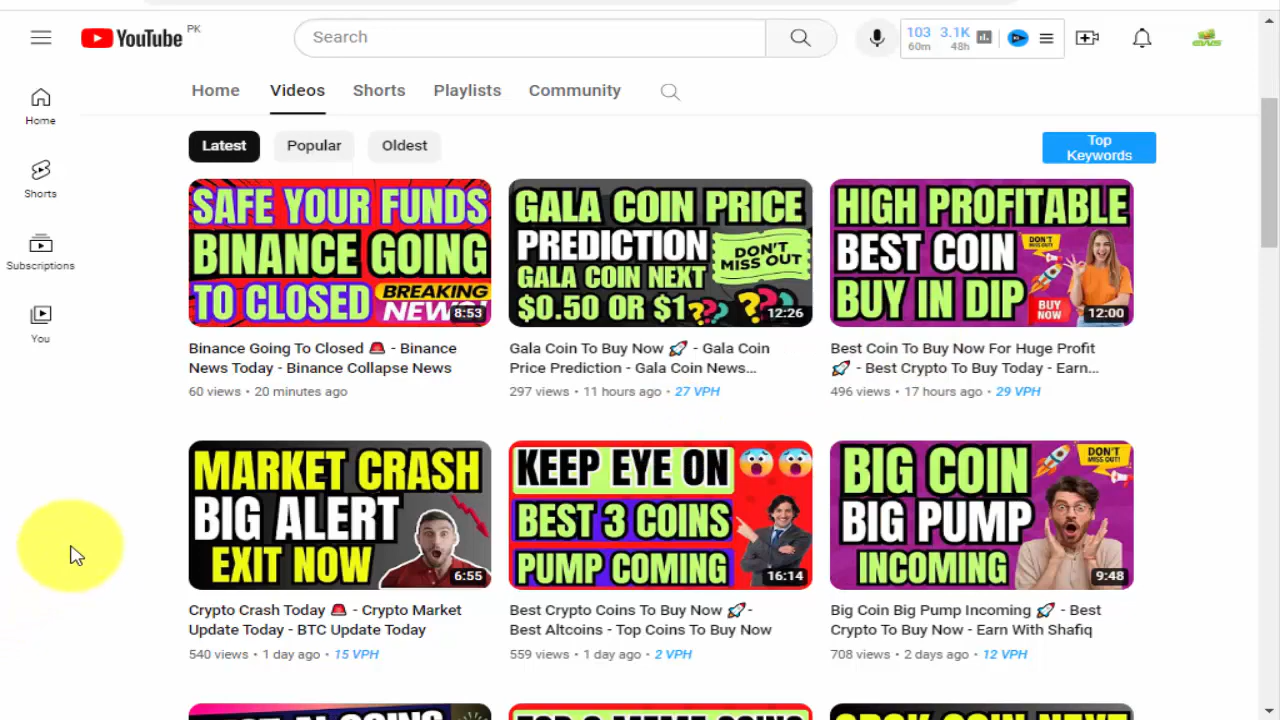 YouTube PK
Search
103 3.1K
60m 48h
Home Videos Shorts Playlists Community
Home
Shorts
Subscriptions
You
Latest Popular Oldest
Top
Keywords
SAFE YOUR FUNDS
BINANCE GOING
TO CLOSED
BREAKING
NEWS!
8:53
Binance Going To Closed 🚨 - Binance
News Today - Binance Collapse News
60 views • 20 minutes ago
GALA COIN PRICE
PREDICTION
DON'T
MISS OUT
GALA COIN NEXT
$0.50 OR $1???
??
12:26
Gala Coin To Buy Now 🚀 - Gala Coin
Price Prediction - Gala Coin News...
297 views • 11 hours ago • 27 VPH
HIGH PROFITABLE
BEST COIN
BUY IN DIP
DON'T
MISS OUT!
BUY
NOW
12:00
Best Coin To Buy Now For Huge Profit
🚀 - Best Crypto To Buy Today - Earn...
496 views • 17 hours ago • 29 VPH
MARKET CRASH
BIG ALERT
EXIT NOW
6:55
Crypto Crash Today 🚨 - Crypto Market
Update Today - BTC Update Today
540 views • 1 day ago • 15 VPH
KEEP EYE ON
BEST 3 COINS
PUMP COMING
16:14
Best Crypto Coins To Buy Now 🚀-
Best Altcoins - Top Coins To Buy Now
559 views • 1 day ago • 2 VPH
BIG COIN
BIG PUMP
INCOMING
DON'T
MISS OUT!
9:48
Big Coin Big Pump Incoming 🚀 - Best
Crypto To Buy Now - Earn With Shafiq
708 views • 2 days ago • 12 VPH